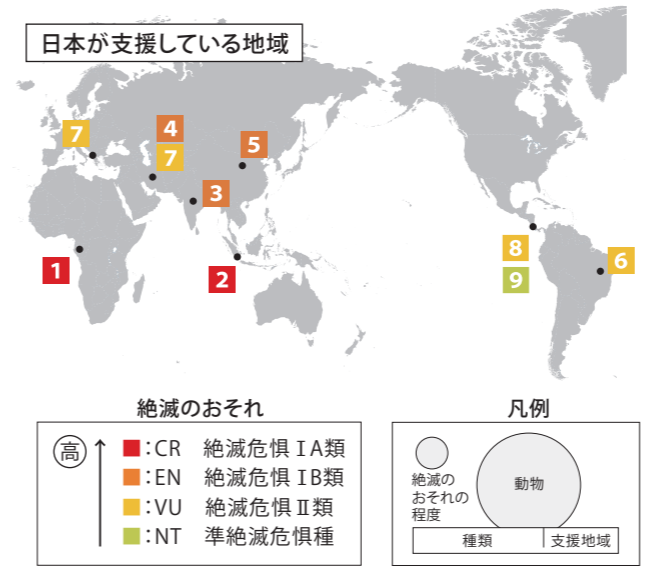 日本が支援している地域
7
4
7
5
3
1
2
8
9
6
絶滅のおそれ
高
:CR 絶滅危惧ⅠA類
:EN 絶滅危惧ⅠB類
:VU 絶滅危惧Ⅱ類
:NT 準絶滅危惧種
凡例
絶滅の
おそれの
程度
動物
種類
支援地域